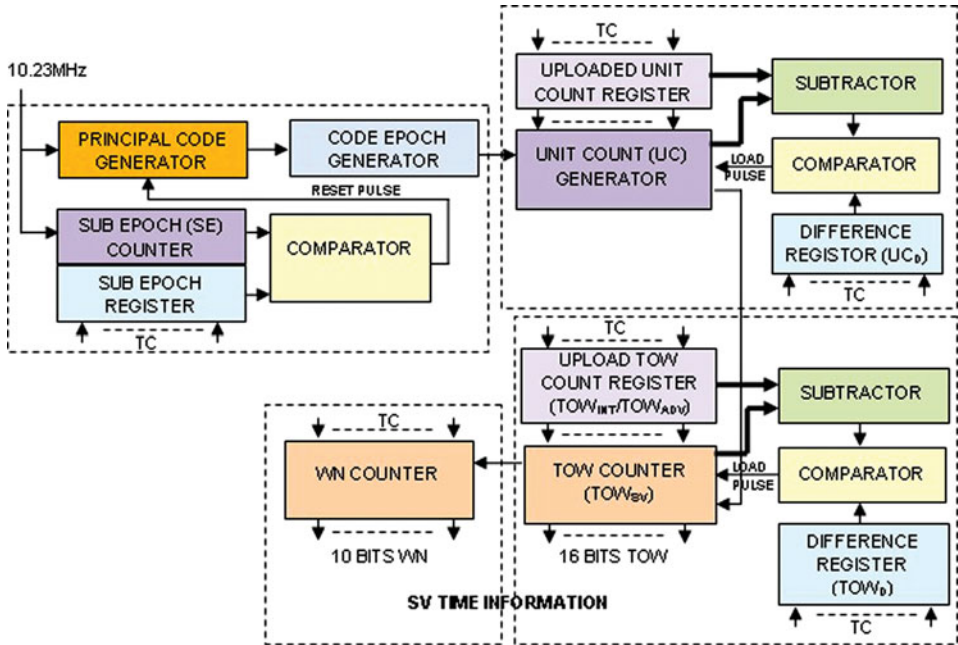 10.23MHz
PRINCIPAL CODE
GENERATOR
CODE EPOCH
GENERATOR
RESET PULSE
SUB EPOCH (SE)
COUNTER
SUB EPOCH
REGISTER
TC
COMPARATOR
TC
UPLOADED UNIT
COUNT REGISTER
UNIT COUNT (UC)
GENERATOR
LOAD
PULSE
SUBTRACTOR
COMPARATOR
DIFFERENCE
REGISTOR (UCD)
TC
TC
UPLOAD TOW
COUNT REGISTER
(TOWINT/TOWADV)
TOW COUNTER
(TOWSV)
LOAD
PULSE
16 BITS TOW
SUBTRACTOR
COMPARATOR
DIFFERENCE
REGISTER
(TOWD)
TC
TC
WN COUNTER
10 BITS WN
SV TIME INFORMATION